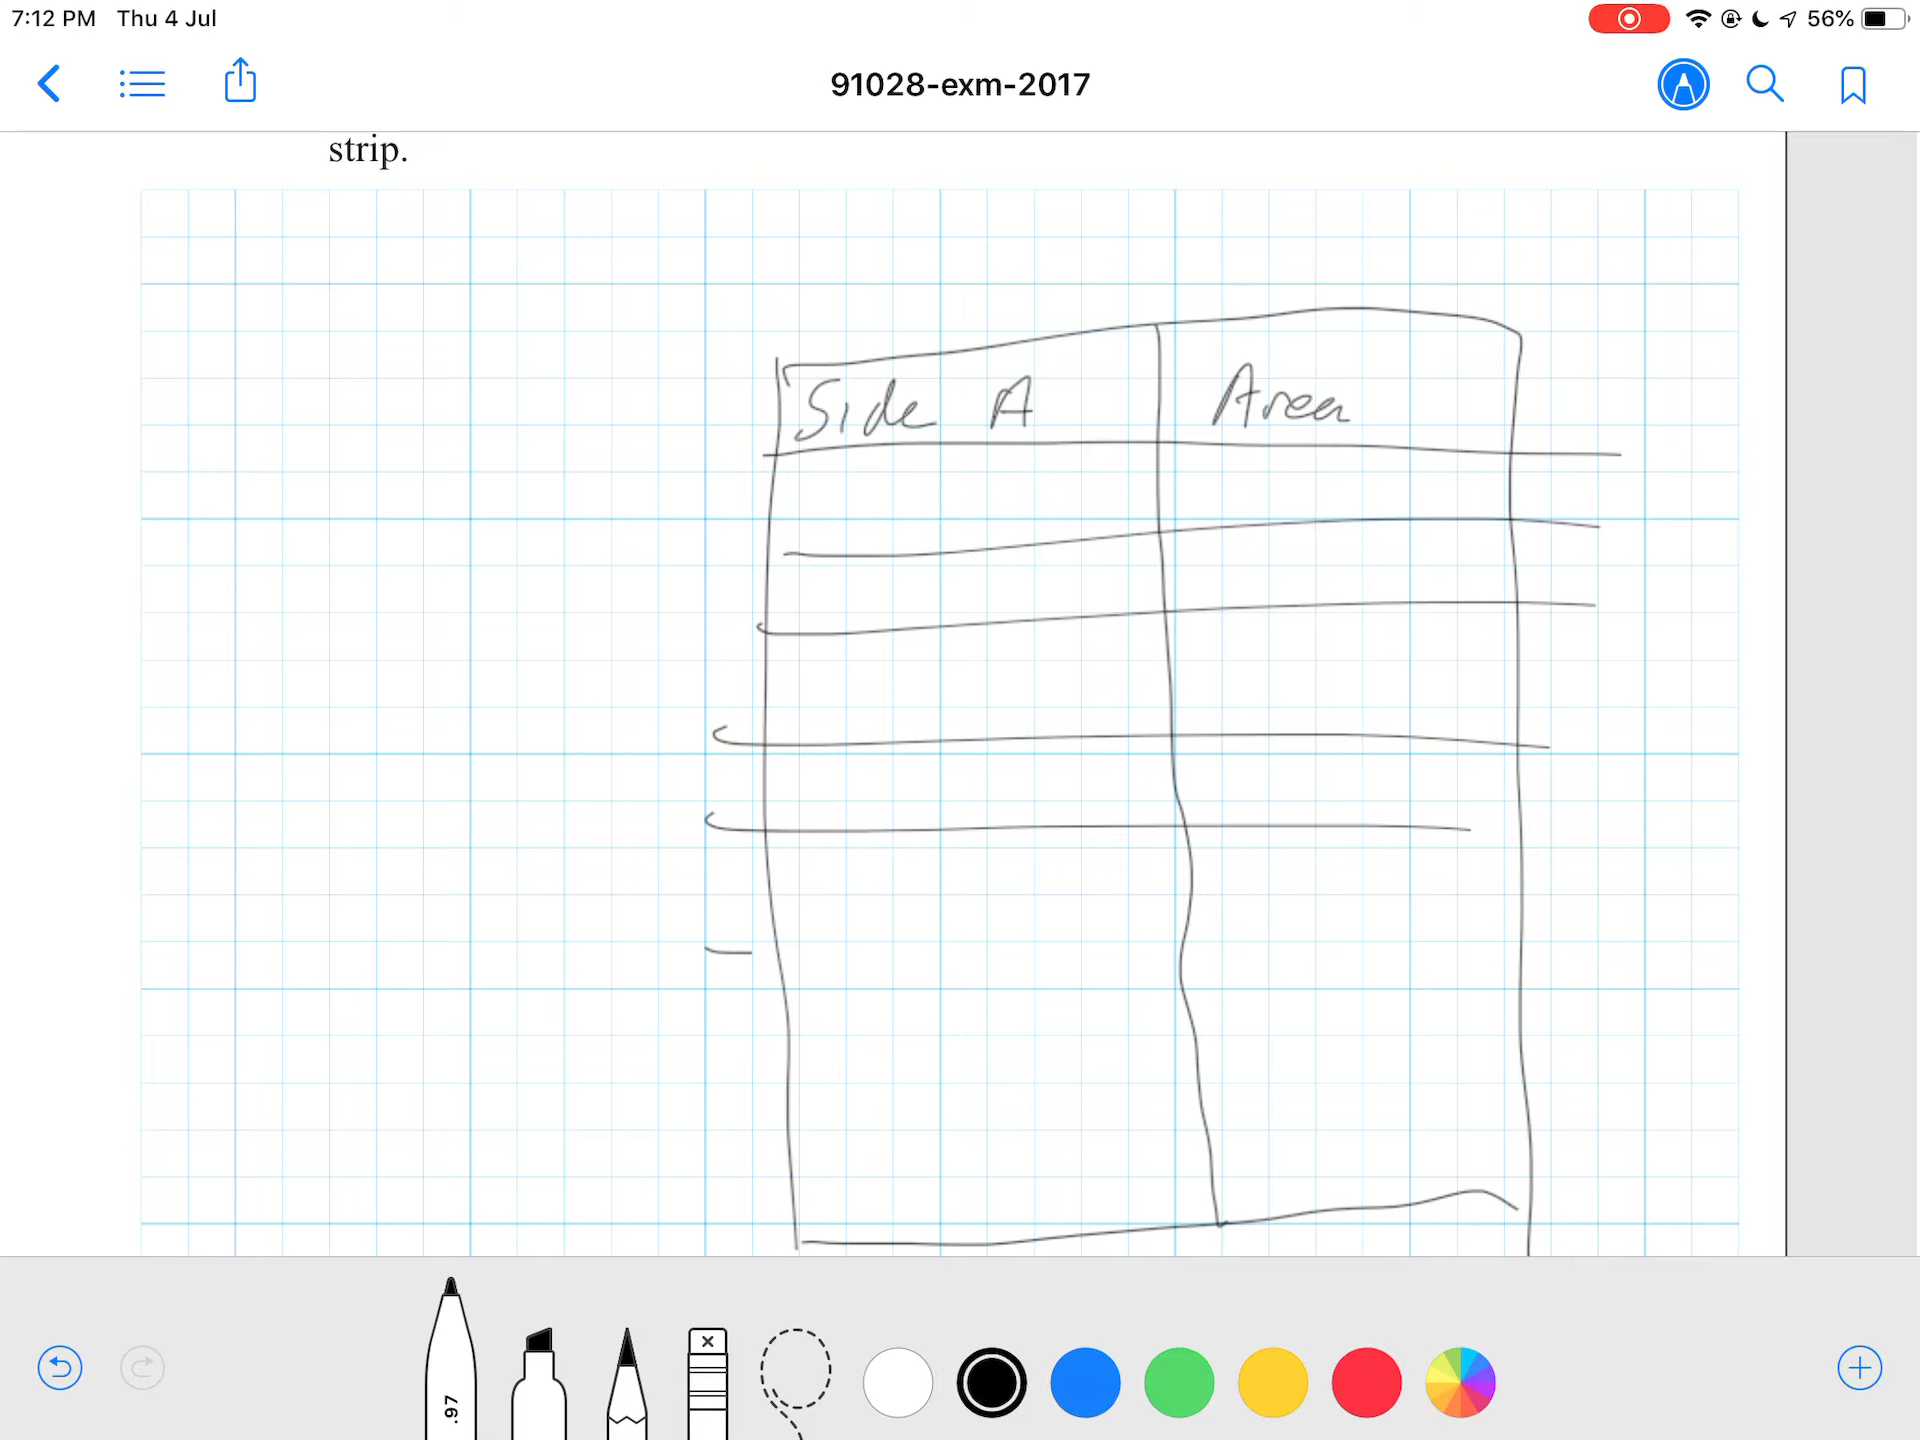 7:12 PM Thu 4 Jul
56%
91028-exm-2017
strip.
Side A Area
.97